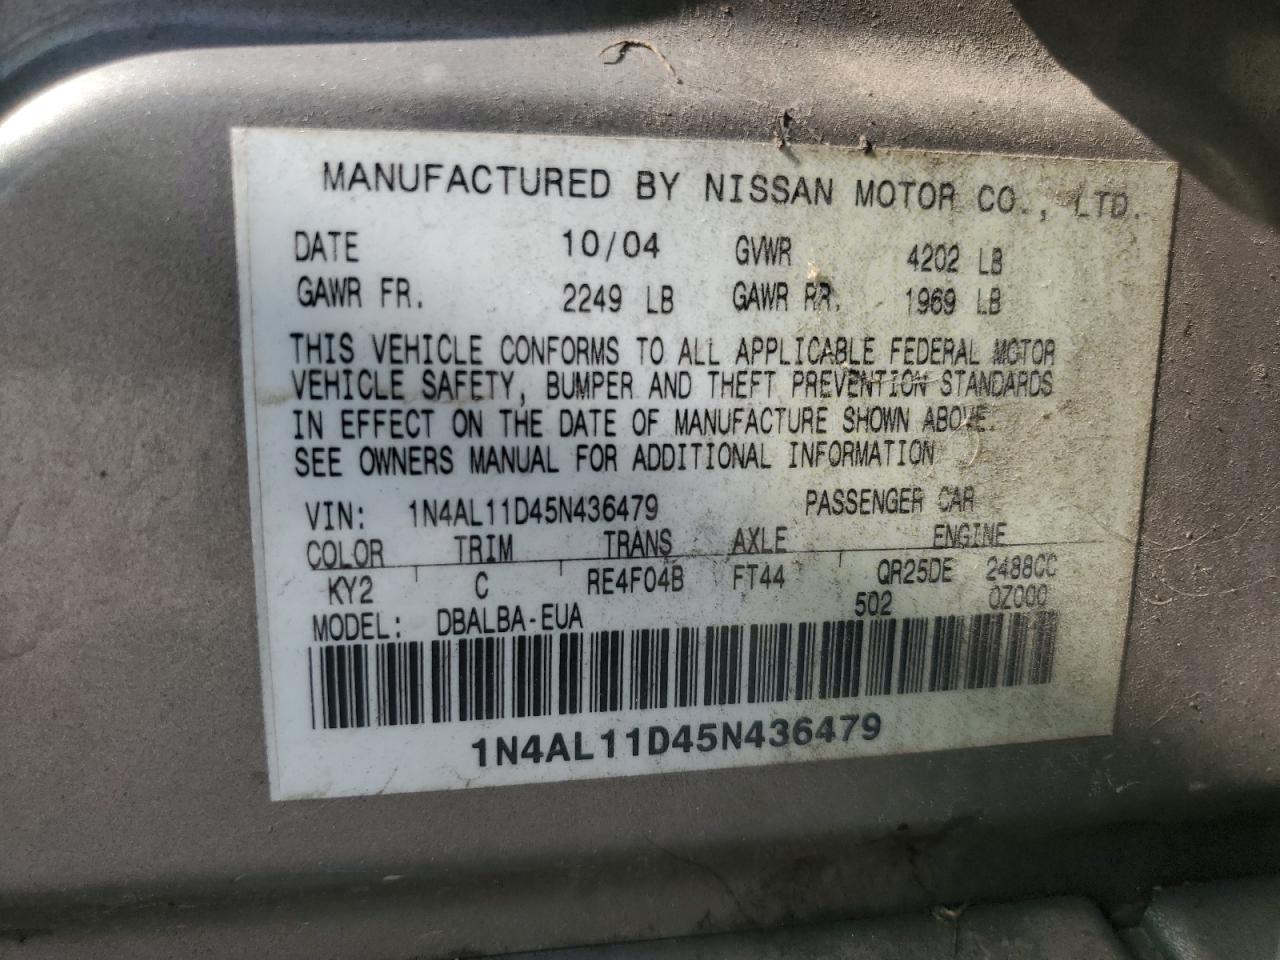 MANUFACTURED BY NISSAN MOTOR CO., LTD.
DATE 10/04 GVWR 4202 LB
GAWR FR. 2249 LB GAWR RR. 1969 LB
THIS VEHICLE CONFORMS TO ALL APPLICABLE FEDERAL MOTOR
VEHICLE SAFETY, BUMPER AND THEFT PREVENTION STANDARDS
IN EFFECT ON THE DATE OF MANUFACTURE SHOWN ABOVE.
SEE OWNERS MANUAL FOR ADDITIONAL INFORMATION
VIN: 1N4AL11D45N436479 PASSENGER CAR
COLOR TRIM TRANS AXLE ENGINE
KY2 C RE4F04B FT44 QR25DE 2488CC
MODEL: DBALBA-EUA 502 0Z000
1N4AL11D45N436479